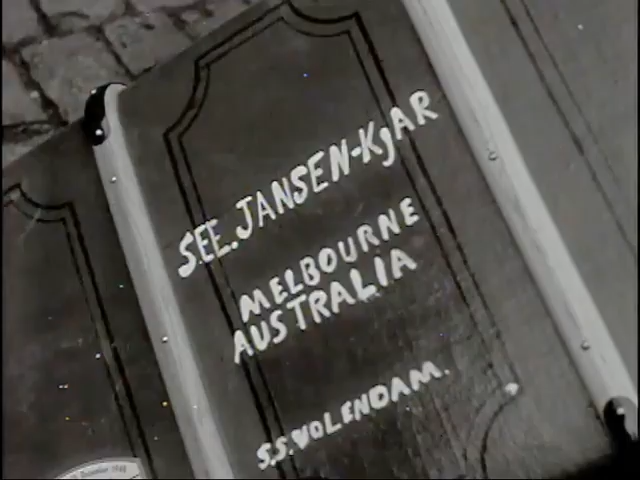 SEE. JANSEN-KjAR
MELBOURNE
AUSTRALIA
S.S. VOLENDAM.